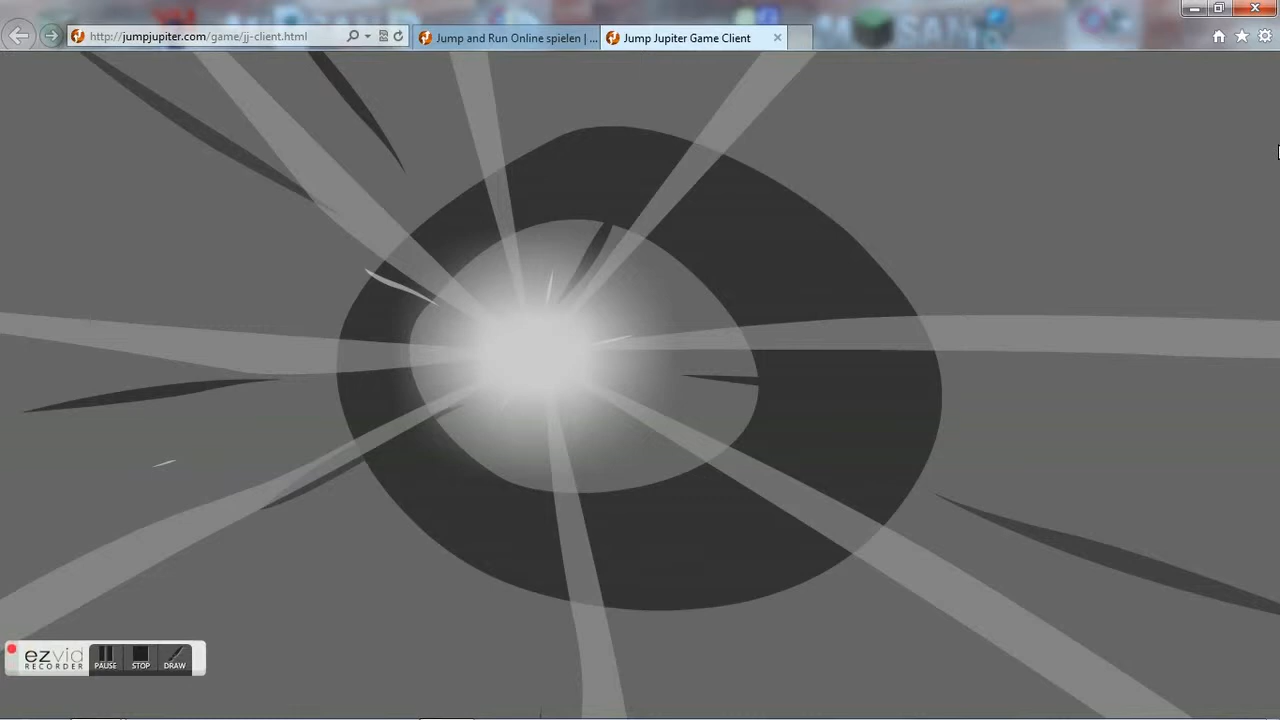 http://jumpjupiter.com/game/jj-client.html
Jump and Run Online spielen | ...
Jump Jupiter Game Client
ezvid
RECORDER
PAUSE
STOP
DRAW